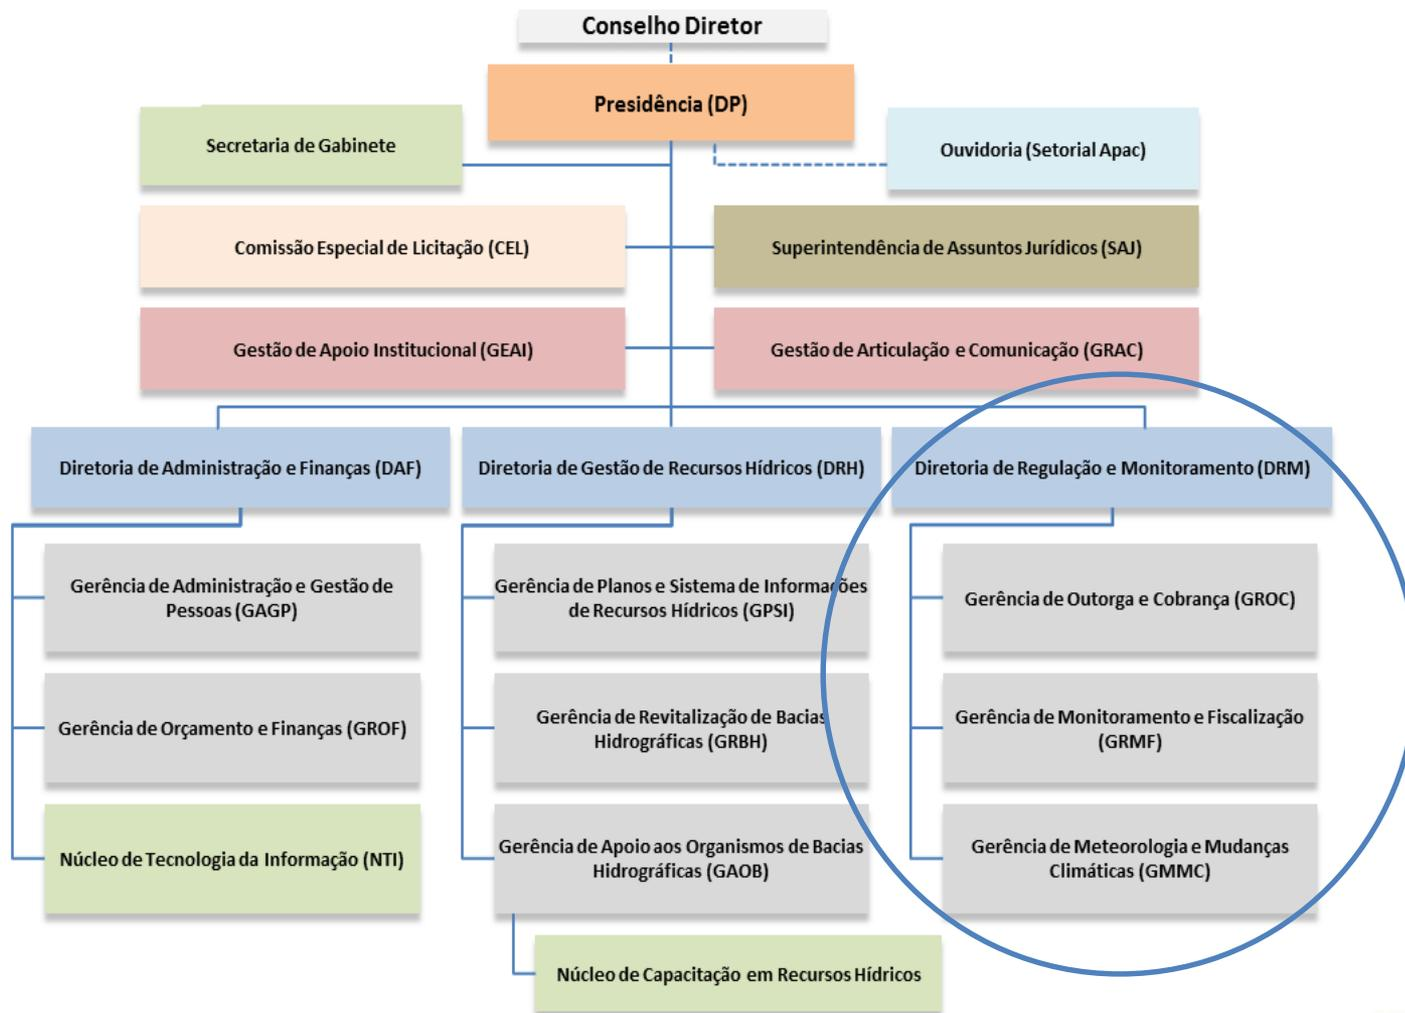 Conselho Diretor
Presidência (DP)
Secretaria de Gabinete
Ouvidoria (Setorial Apac)
Comissão Especial de Licitação (CEL)
Superintendência de Assuntos Jurídicos (SAJ)
Gestão de Apoio Institucional (GEAI)
Gestão de Articulação e Comunicação (GRAC)
Diretoria de Administração e Finanças (DAF)
Diretoria de Gestão de Recursos Hídricos (DRH)
Diretoria de Regulação e Monitoramento (DRM)
Gerência de Administração e Gestão de
Pessoas (GAGP)
Gerência de Planos e Sistema de Informações
de Recursos Hídricos (GPSI)
Gerência de Outorga e Cobrança (GROC)
Gerência de Orçamento e Finanças (GROF)
Gerência de Revitalização de Bacias
Hidrográficas (GRBH)
Gerência de Monitoramento e Fiscalização
(GRMF)
Núcleo de Tecnologia da Informação (NTI)
Gerência de Apoio aos Organismos de Bacias
Hidrográficas (GAOB)
Gerência de Meteorologia e Mudanças
Climáticas (GMMC)
Núcleo de Capacitação em Recursos Hídricos